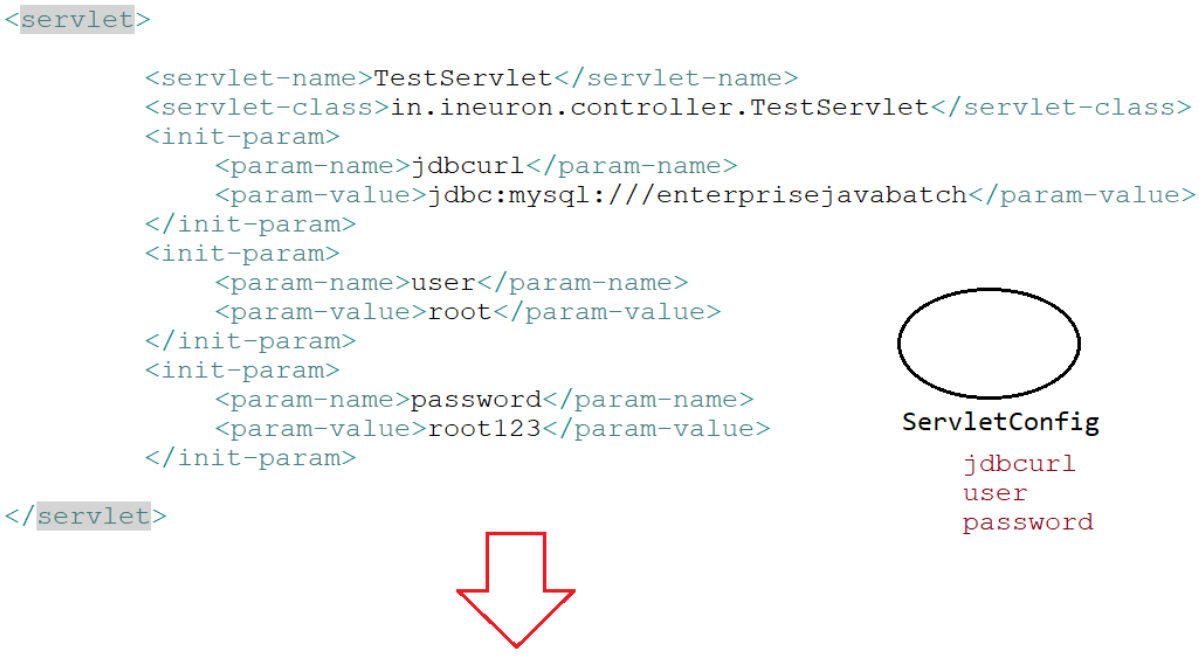 <servlet>
<servlet-name>TestServlet</servlet-name>
<servlet-class>in.ineuron.controller.TestServlet</servlet-class>
<init-param>
<param-name>jdbcurl</param-name>
<param-value>jdbc:mysql:///enterprisejavabatch</param-value>
</init-param>
<init-param>
<param-name>user</param-name>
<param-value>root</param-value>
</init-param>
<init-param>
<param-name>password</param-name>
<param-value>root123</param-value>
</init-param>
</servlet>
ServletConfig
jdbcurl
user
password